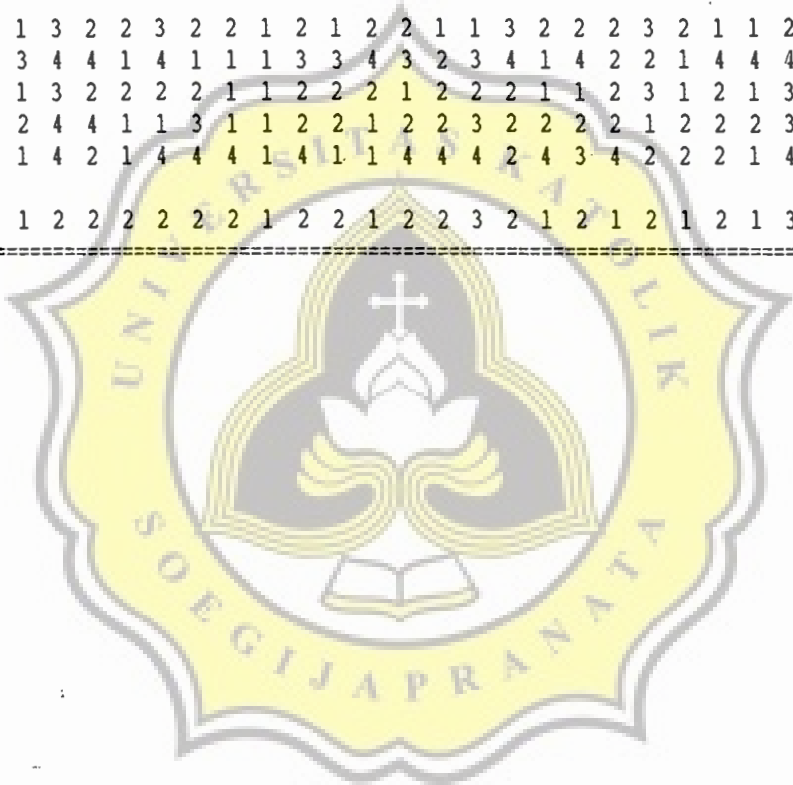 1 3 2 2 3 2 2 1 2 1 2 2 1 1 3 2 2 2 3 2 1 1 2
3 4 4 1 4 1 1 1 3 3 4 3 2 3 4 1 4 2 2 1 4 4 4
1 3 2 2 2 2 1 1 2 2 2 1 2 2 2 1 1 2 3 1 2 1 3
2 4 4 1 1 3 1 1 2 2 1 2 2 3 2 2 2 2 1 2 2 2 3
1 4 2 1 4 4 4 1 4 1 1 4 4 4 2 4 3 4 2 2 2 1 4
1 2 2 2 2 2 2 1 2 2 1 2 2 3 2 1 2 1 2 1 2 1 3
UNIVERSITAS KATOLIK
SOEGIJAPRANATA